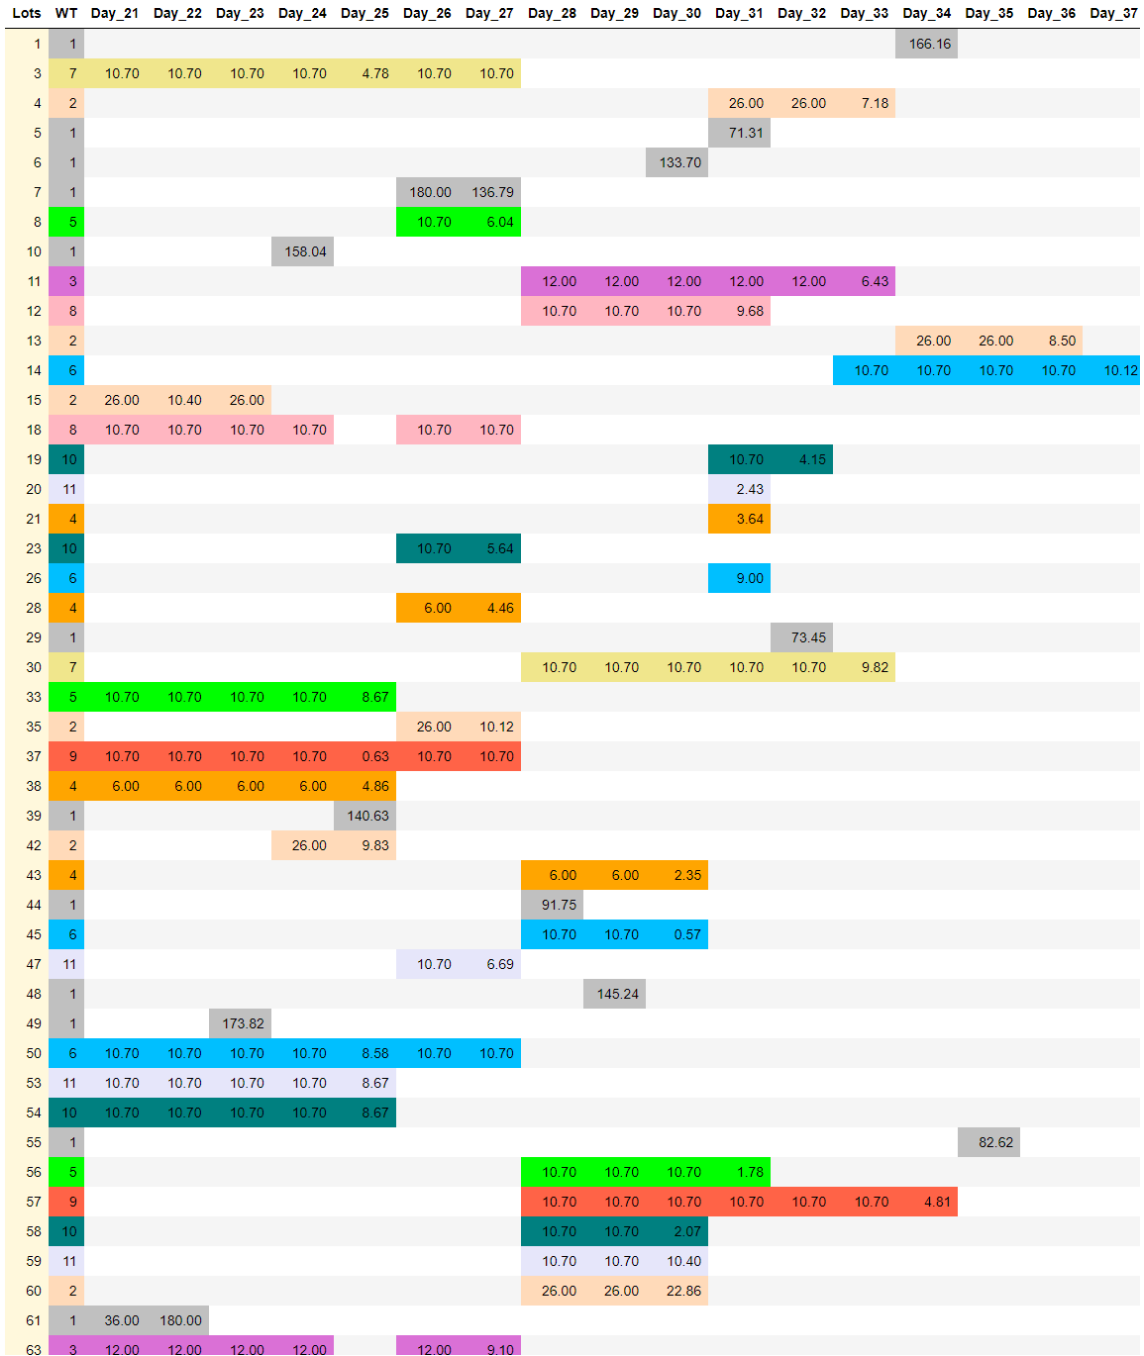 Lots WT Day_21 Day_22 Day_23 Day_24 Day_25 Day_26 Day_27 Day_28 Day_29 Day_30 Day_31 Day_32 Day_33 Day_34 Day_35 Day_36 Day_37
1 1 166.16
3 7 10.70 10.70 10.70 10.70 4.78 10.70 10.70
4 2 26.00 26.00 7.18
5 1 71.31
6 1 133.70
7 1 180.00 136.79
8 5 10.70 6.04
10 1 158.04
11 3 12.00 12.00 12.00 12.00 12.00 6.43
12 8 10.70 10.70 10.70 9.68
13 2 26.00 26.00 8.50
14 6 10.70 10.70 10.70 10.70 10.12
15 2 26.00 10.40 26.00
18 8 10.70 10.70 10.70 10.70 10.70 10.70
19 10 10.70 4.15
20 11 2.43
21 4 3.64
23 10 10.70 5.64
26 6 9.00
28 4 6.00 4.46
29 1 73.45
30 7 10.70 10.70 10.70 10.70 10.70 9.82
33 5 10.70 10.70 10.70 10.70 8.67
35 2 26.00 10.12
37 9 10.70 10.70 10.70 10.70 0.63 10.70 10.70
38 4 6.00 6.00 6.00 6.00 4.86
39 1 140.63
42 2 26.00 9.83
43 4 6.00 6.00 2.35
44 1 91.75
45 6 10.70 10.70 0.57
47 11 10.70 6.69
48 1 145.24
49 1 173.82
50 6 10.70 10.70 10.70 10.70 8.58 10.70 10.70
53 11 10.70 10.70 10.70 10.70 8.67
54 10 10.70 10.70 10.70 10.70 8.67
55 1 82.62
56 5 10.70 10.70 10.70 1.78
57 9 10.70 10.70 10.70 10.70 10.70 10.70 4.81
58 10 10.70 10.70 2.07
59 11 10.70 10.70 10.40
60 2 26.00 26.00 22.86
61 1 36.00 180.00
63 3 12.00 12.00 12.00 12.00 12.00 9.10